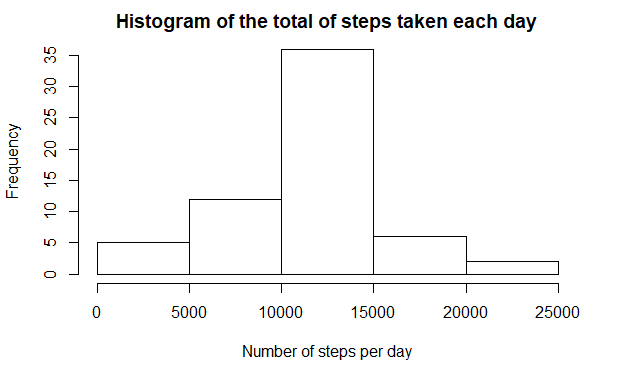 Histogram of the total of steps taken each day
Frequency
35
30
25
20
15
10
5
0
0 5000 10000 15000 20000 25000
Number of steps per day